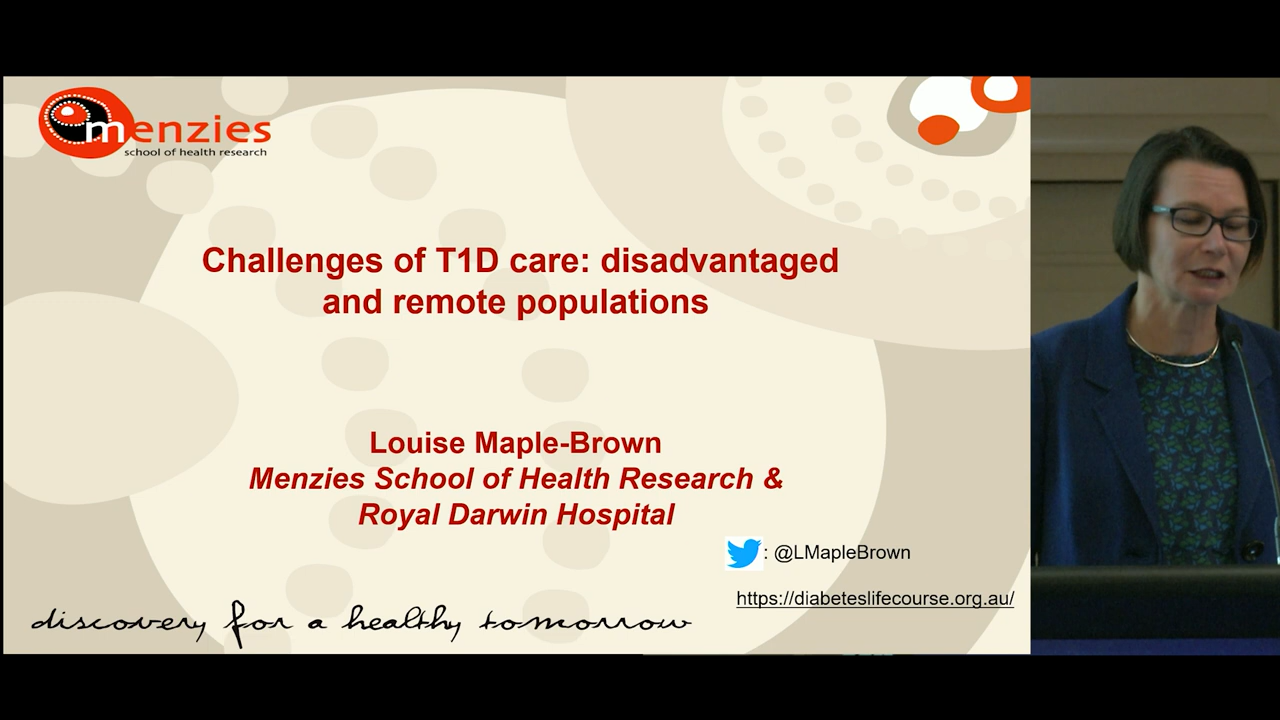 menzies
school of health research
Challenges of T1D care: disadvantaged
and remote populations
Louise Maple-Brown
Menzies School of Health Research &
Royal Darwin Hospital
: @LMapleBrown
https://diabeteslifecourse.org.au/
discovery for a healthy tomorrow